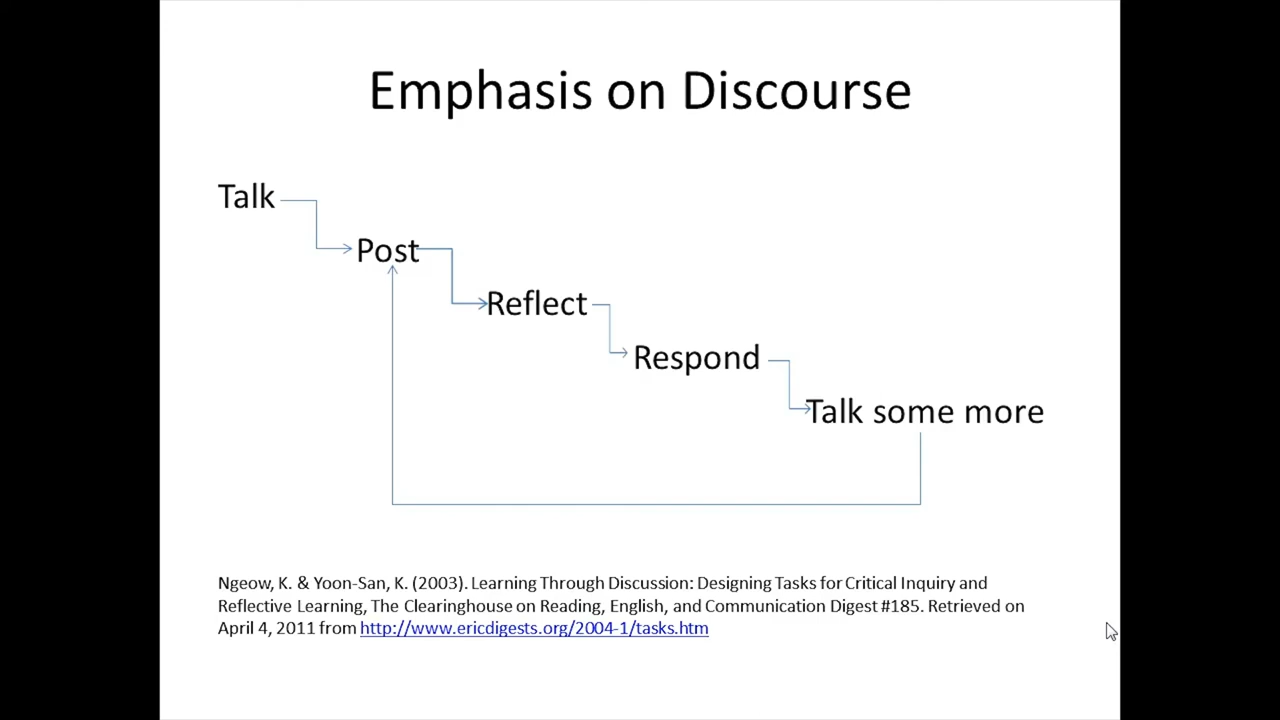 Emphasis on Discourse
Talk
Post
Reflect
Respond
Talk some more
Ngeow, K. & Yoon-San, K. (2003). Learning Through Discussion: Designing Tasks for Critical Inquiry and
Reflective Learning, The Clearinghouse on Reading, English, and Communication Digest #185. Retrieved on
April 4, 2011 from http://www.ericdigests.org/2004-1/tasks.htm